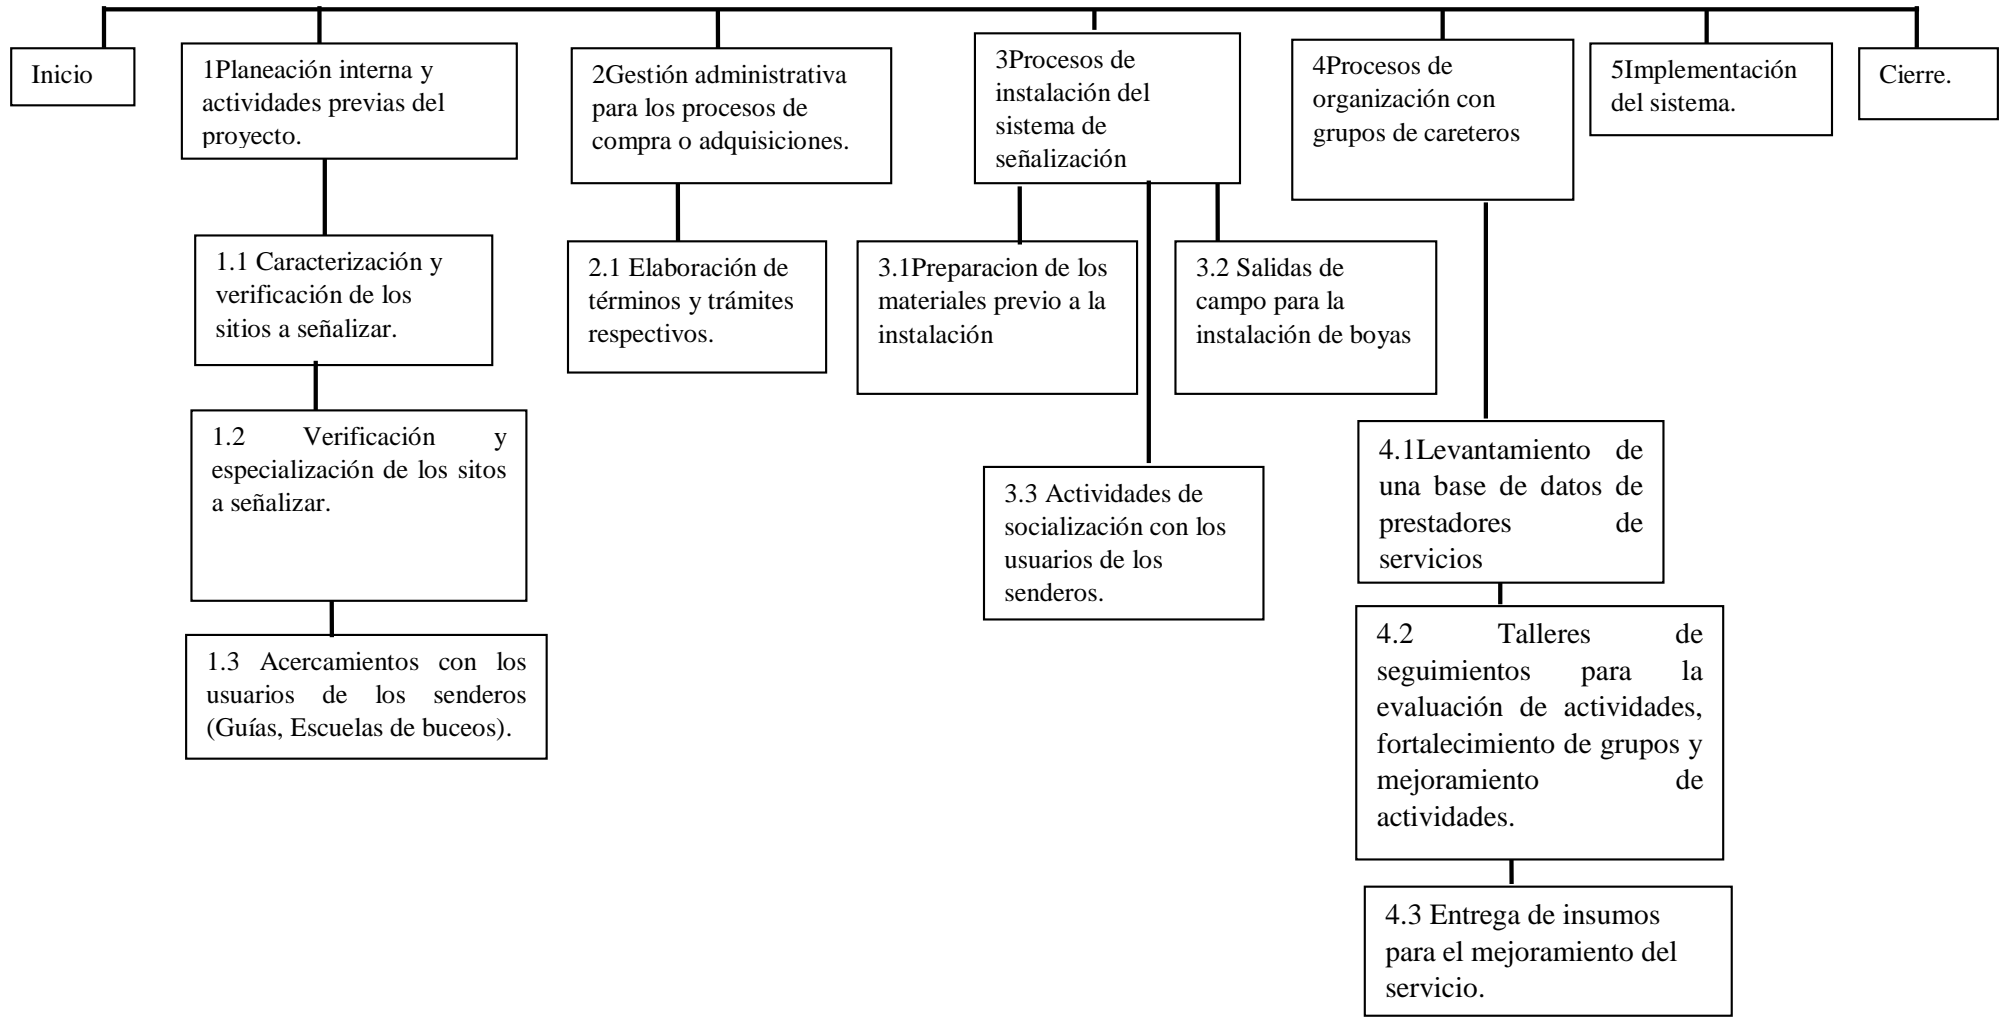 Inicio
1Planeación interna y
actividades previas del
proyecto.
2Gestión administrativa
para los procesos de
compra o adquisiciones.
3Procesos de
instalación del
sistema de
señalización
4Procesos de
organización con
grupos de careteros
5Implementación
del sistema.
Cierre.
1.1 Caracterización y
verificación de los
sitios a señalizar.
2.1 Elaboración de
términos y trámites
respectivos.
3.1Preparacion de los
materiales previo a la
instalación
3.2 Salidas de
campo para la
instalación de boyas
1.2 Verificación y
especialización de los sitos
a señalizar.
3.3 Actividades de
socialización con los
usuarios de los
senderos.
4.1Levantamiento de
una base de datos de
prestadores de
servicios
1.3 Acercamientos con los
usuarios de los senderos
(Guías, Escuelas de buceos).
4.2 Talleres de
seguimientos para la
evaluación de actividades,
fortalecimiento de grupos y
mejoramiento de
actividades.
4.3 Entrega de insumos
para el mejoramiento del
servicio.